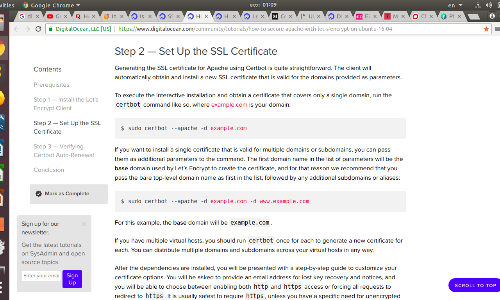 Google Chrome
01:09
en
DigitalOcean, LLC [US] https://www.digitalocean.com/community/tutorials/how-to-secure-apache-with-let-s-encrypt-on-ubuntu-16-04
Contents
Prerequisites
Step 1 — Install the Let's
Encrypt Client
Step 2 — Set Up the SSL
Certificate
Step 3 — Verifying
Certbot Auto-Renewal
Conclusion
Mark as Complete
Sign up for our
newsletter.
Get the latest tutorials
on SysAdmin and open
source topics.
Enter your email
Sign
Up
Step 2 — Set Up the SSL Certificate
Generating the SSL certificate for Apache using Certbot is quite straightforward. The client will
automatically obtain and install a new SSL certificate that is valid for the domains provided as parameters.
To execute the interactive installation and obtain a certificate that covers only a single domain, run the
certbot command like so, where example.com is your domain:
$ sudo certbot --apache -d example.com
If you want to install a single certificate that is valid for multiple domains or subdomains, you can pass
them as additional parameters to the command. The first domain name in the list of parameters will be the
base domain used by Let's Encrypt to create the certificate, and for that reason we recommend that you
pass the bare top-level domain name as first in the list, followed by any additional subdomains or aliases:
$ sudo certbot --apache -d example.com -d www.example.com
For this example, the base domain will be example.com.
If you have multiple virtual hosts, you should run certbot once for each to generate a new certificate for
each. You can distribute multiple domains and subdomains across your virtual hosts in any way.
After the dependencies are installed, you will be presented with a step-by-step guide to customize your
certificate options. You will be asked to provide an email address for lost key recovery and notices, and
you will be able to choose between enabling both http and https access or forcing all requests to
redirect to https. It is usually safest to require https, unless you have a specific need for unencrypted
SCROLL TO TOP